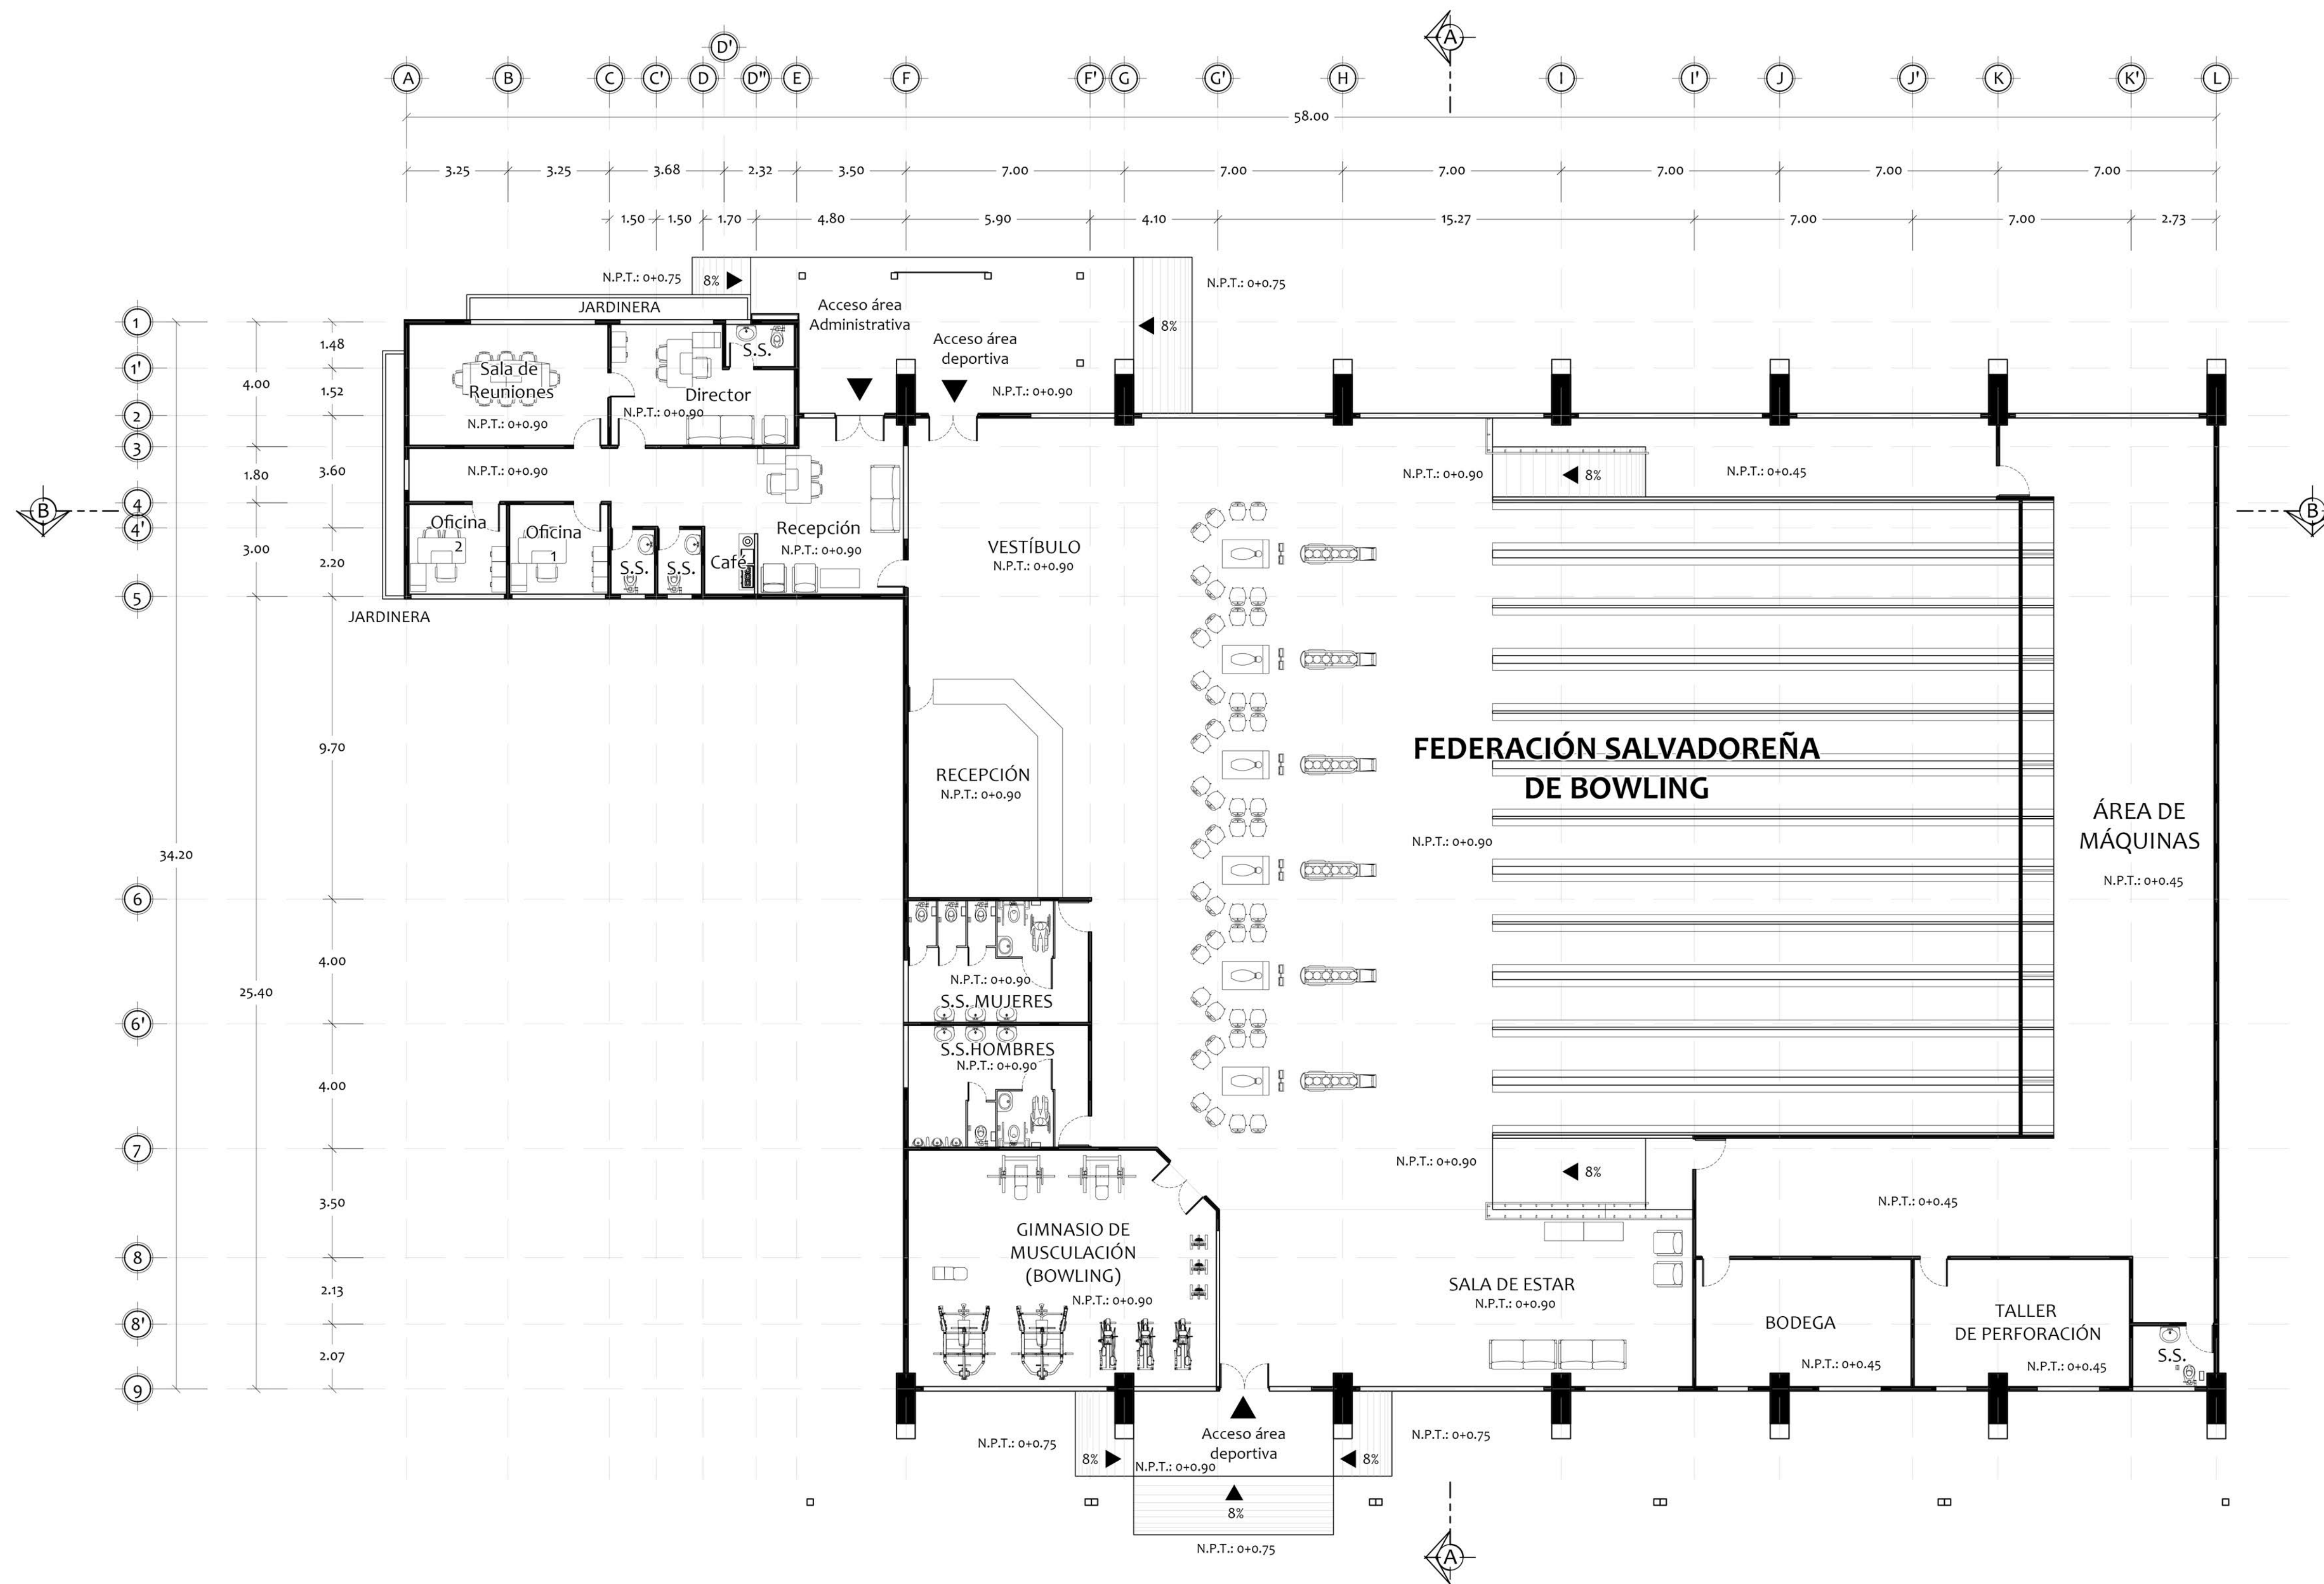 A
D'
A B C C' D D" E F F' G G' H I I' J J' K K' L
58.00
3.25 3.25 3.68 2.32 3.50 7.00 7.00 7.00 7.00 7.00 7.00
1.50 1.50 1.70 4.80 5.90 4.10 15.27 7.00 7.00 2.73
N.P.T.: 0+0.75
8%
N.P.T.: 0+0.75
JARDINERA
Acceso área
Administrativa
8%
Acceso área
deportiva
N.P.T.: 0+0.90
1
1'
2
3
4
4'
5
6
6'
7
8
8'
9
34.20
4.00
1.80
3.00
25.40
1.48
1.52
3.60
2.20
9.70
4.00
4.00
3.50
2.13
2.07
B
B
Sala de
Reuniones
N.P.T.: 0+0.90
S.S.
Director
N.P.T.: 0+0.90
N.P.T.: 0+0.90
Oficina
2
Oficina
1
S.S.
S.S.
Café
Recepción
N.P.T.: 0+0.90
JARDINERA
VESTÍBULO
N.P.T.: 0+0.90
N.P.T.: 0+0.90
8%
N.P.T.: 0+0.45
RECEPCIÓN
N.P.T.: 0+0.90
FEDERACIÓN SALVADOREÑA
DE BOWLING
N.P.T.: 0+0.90
ÁREA DE
MÁQUINAS
N.P.T.: 0+0.45
N.P.T.: 0+0.90
S.S. MUJERES
S.S.HOMBRES
N.P.T.: 0+0.90
N.P.T.: 0+0.90
8%
N.P.T.: 0+0.45
GIMNASIO DE
MUSCULACIÓN
(BOWLING)
N.P.T.: 0+0.90
SALA DE ESTAR
N.P.T.: 0+0.90
BODEGA
N.P.T.: 0+0.45
TALLER
DE PERFORACIÓN
N.P.T.: 0+0.45
S.S.
N.P.T.: 0+0.75
8%
Acceso área
deportiva
N.P.T.: 0+0.90
8%
N.P.T.: 0+0.75
8%
N.P.T.: 0+0.75
A